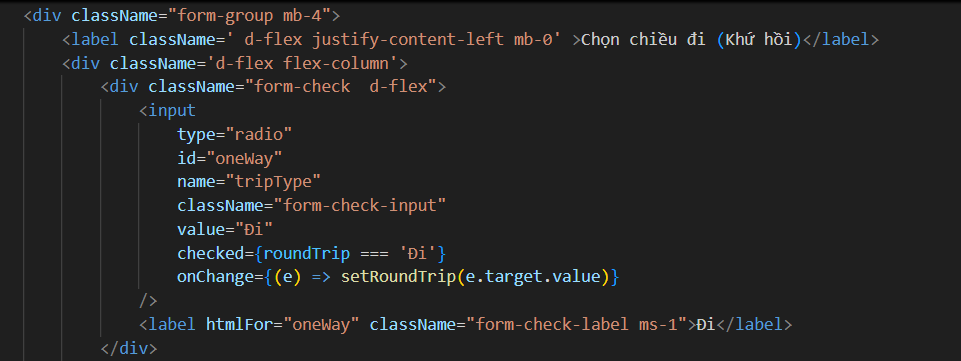 <div className="form-group mb-4">
<label className=' d-flex justify-content-left mb-0' >Chọn chiều đi (Khứ hồi)</label>
<div className='d-flex flex-column'>
<div className="form-check  d-flex">
<input
type="radio"
id="oneWay"
name="tripType"
className="form-check-input"
value="Đi"
checked={roundTrip === 'Đi'}
onChange={(e) => setRoundTrip(e.target.value)}
/>
<label htmlFor="oneWay" className="form-check-label ms-1">Đi</label>
</div>